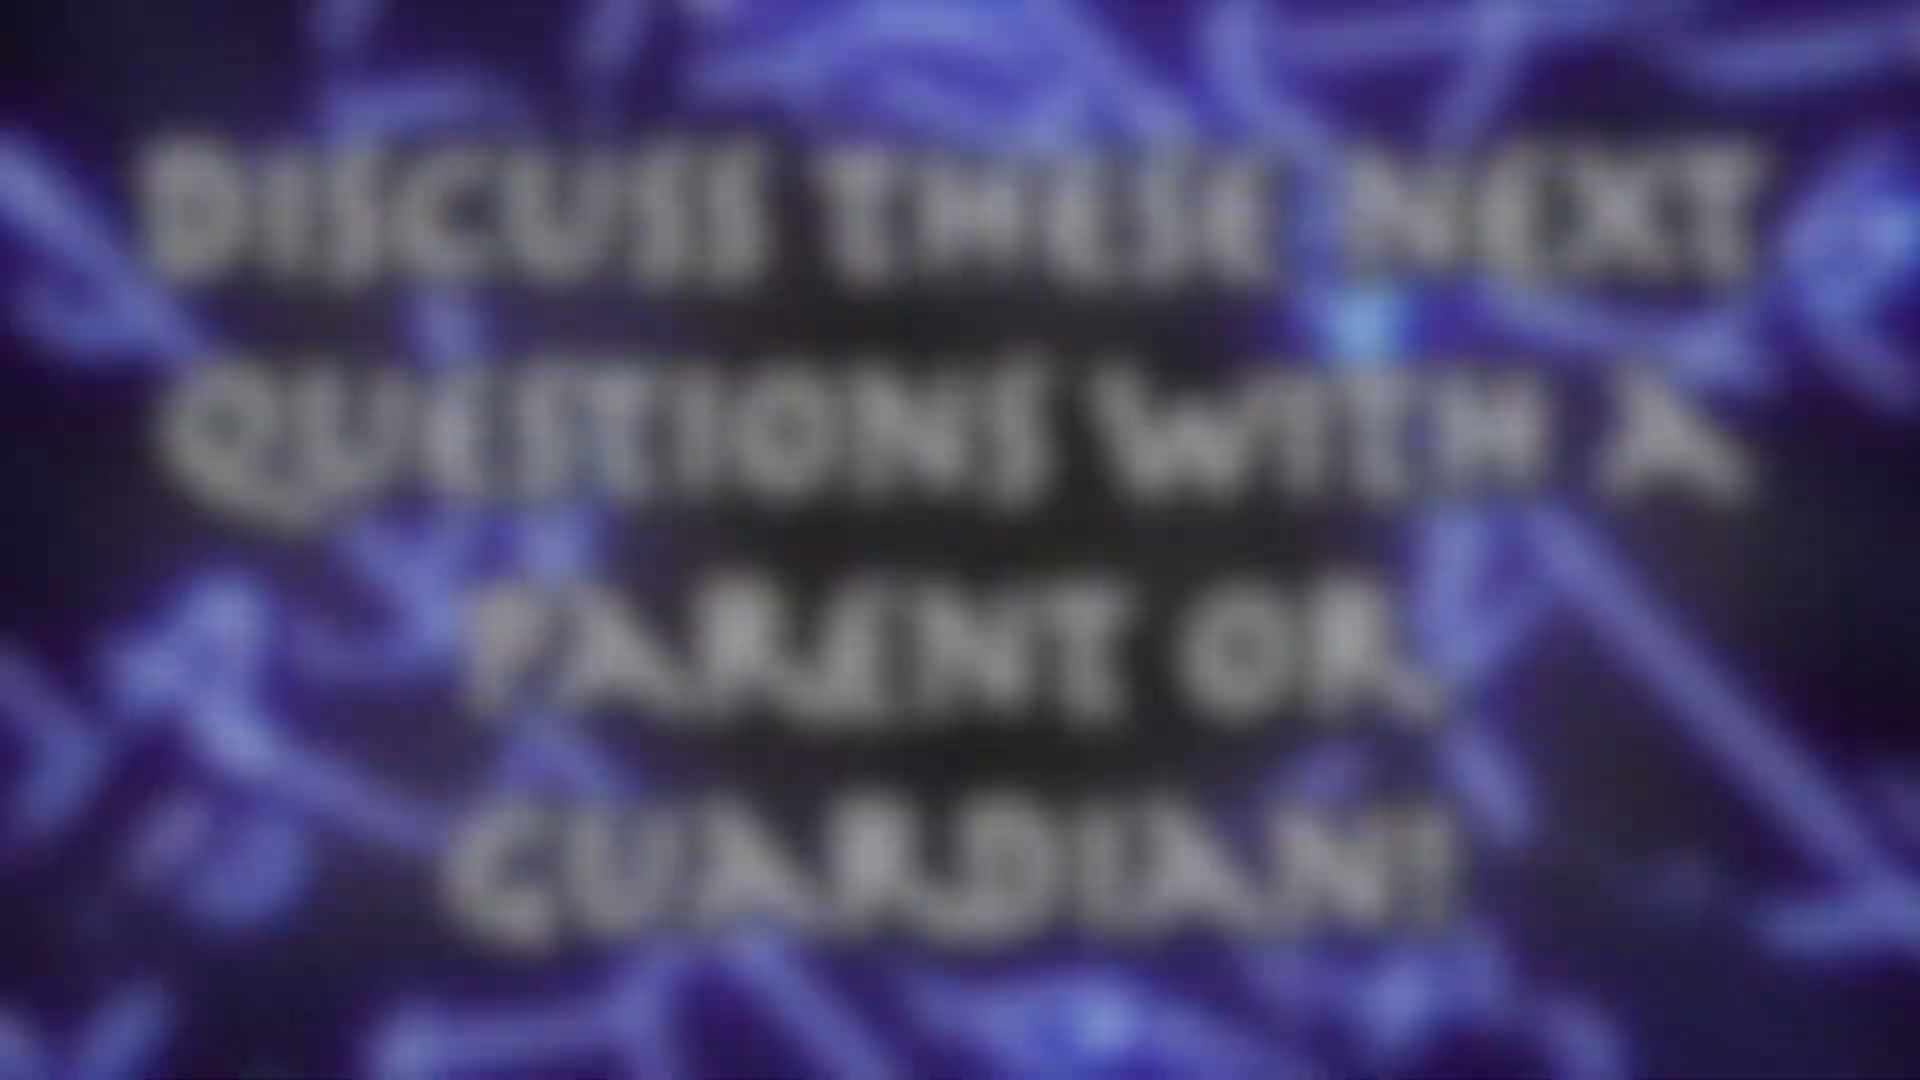 DISCUSS THESE NEXT
QUESTIONS WITH A
PARENT OR
GUARDIAN!